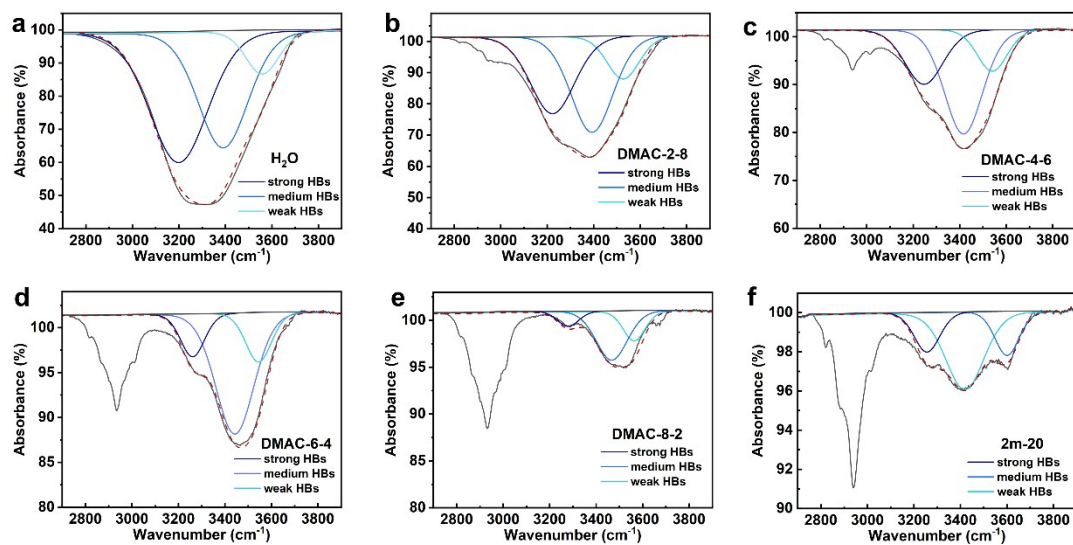 a
Absorbance (%)
100
90
80
70
60
50
40
H₂O
strong HBs
medium HBs
weak HBs
2800 3000 3200 3400 3600 3800
Wavenumber (cm⁻¹)
b
Absorbance (%)
110
100
90
80
70
60
50
40
DMAC-2-8
strong HBs
medium HBs
weak HBs
2800 3000 3200 3400 3600 3800
Wavenumber (cm⁻¹)
c
Absorbance (%)
100
90
80
70
60
DMAC-4-6
strong HBs
medium HBs
weak HBs
2800 3000 3200 3400 3600 3800
Wavenumber (cm⁻¹)
d
Absorbance (%)
100
95
90
85
DMAC-6-4
strong HBs
medium HBs
weak HBs
2800 3000 3200 3400 3600 3800
Wavenumber (cm⁻¹)
e
Absorbance (%)
100
95
90
85
80
DMAC-8-2
strong HBs
medium HBs
weak HBs
2800 3000 3200 3400 3600 3800
Wavenumber (cm⁻¹)
f
Absorbance (%)
100
98
96
94
92
90
2m-20
strong HBs
medium HBs
weak HBs
2800 3000 3200 3400 3600 3800
Wavenumber (cm⁻¹)